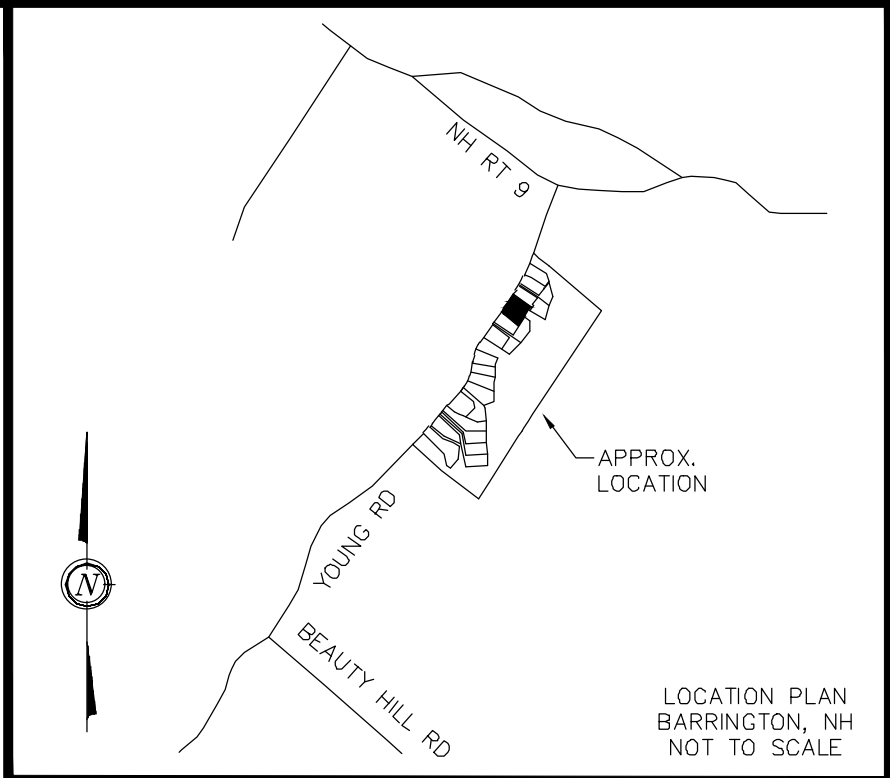 NH RT 9
APPROX.
LOCATION
YOUNG RD
N
BEAUTY HILL RD
LOCATION PLAN
BARRINGTON, NH
NOT TO SCALE